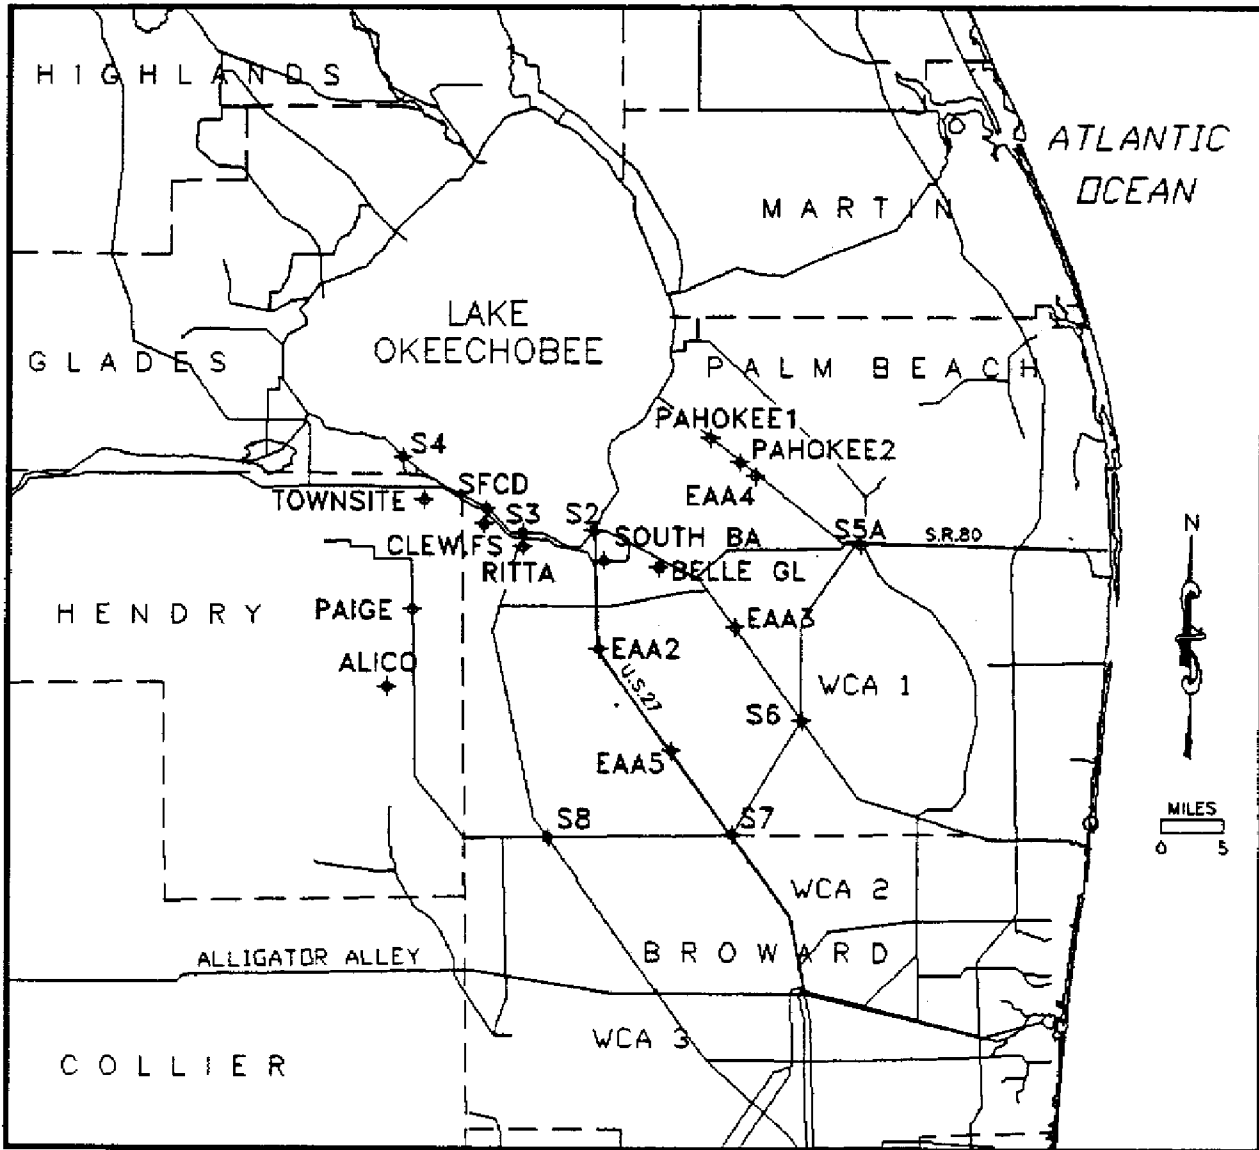 HIGHLANDS
ATLANTIC
OCEAN
MARTIN
LAKE
OKEECHOBEE
GLADES
PALM BEACH
PAHOKEE1
S4
PAHOKEE2
SFCD
EAA4
TOWNSITE
S3
S2
SOUTH BA
S5A
S.R.80
N
CLEW.FS
RITTA
BELLE GL
HENDRY
PAIGE
EAA3
EAA2
ALICO
U.S.27
WCA 1
S6
EAA5
MILES
0 5
S8
S7
WCA 2
BROWARD
ALLIGATOR ALLEY
WCA 3
COLLIER